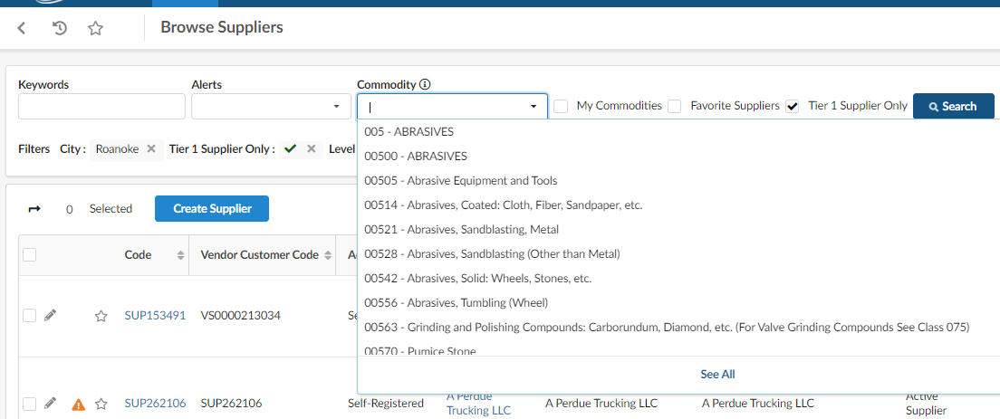 Browse Suppliers
Keywords Alerts Commodity
My Commodities Favorite Suppliers Tier 1 Supplier Only Search
005 - ABRASIVES
00500 - ABRASIVES
Filters City : Roanoke Tier 1 Supplier Only : Level
00505 - Abrasive Equipment and Tools
00514 - Abrasives, Coated: Cloth, Fiber, Sandpaper, etc.
0 Selected Create Supplier
00521 - Abrasives, Sandblasting, Metal
00528 - Abrasives, Sandblasting (Other than Metal)
Code Vendor Customer Code
00542 - Abrasives, Solid: Wheels, Stones, etc.
00556 - Abrasives, Tumbling (Wheel)
SUP153491 VS0000213034
00563 - Grinding and Polishing Compounds: Carborundum, Diamond, etc. (For Valve Grinding Compounds See Class 075)
00570 - Pumice Stone
See All
SUP262106 SUP262106 Self-Registered A Perdue Trucking LLC A Perdue Trucking LLC A Perdue Trucking LLC Active Supplier